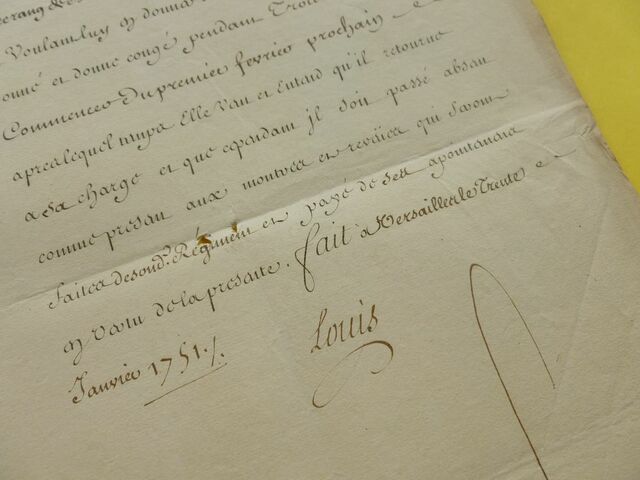 Voulant luy donner
donné et donne congé pendant Trois
Commencer du premier fevrier prochain
apres lequel temps Elle Veut et Entend qu'il retourne
a sa charge et que cependant jl soit passé absent
comme present aux montres et reveües qui seront
faites de sond. Régiment et payé de ses apointemens
en vertu de la presente. fait a Versailles le Trente
Janvier 1751./.
Louis